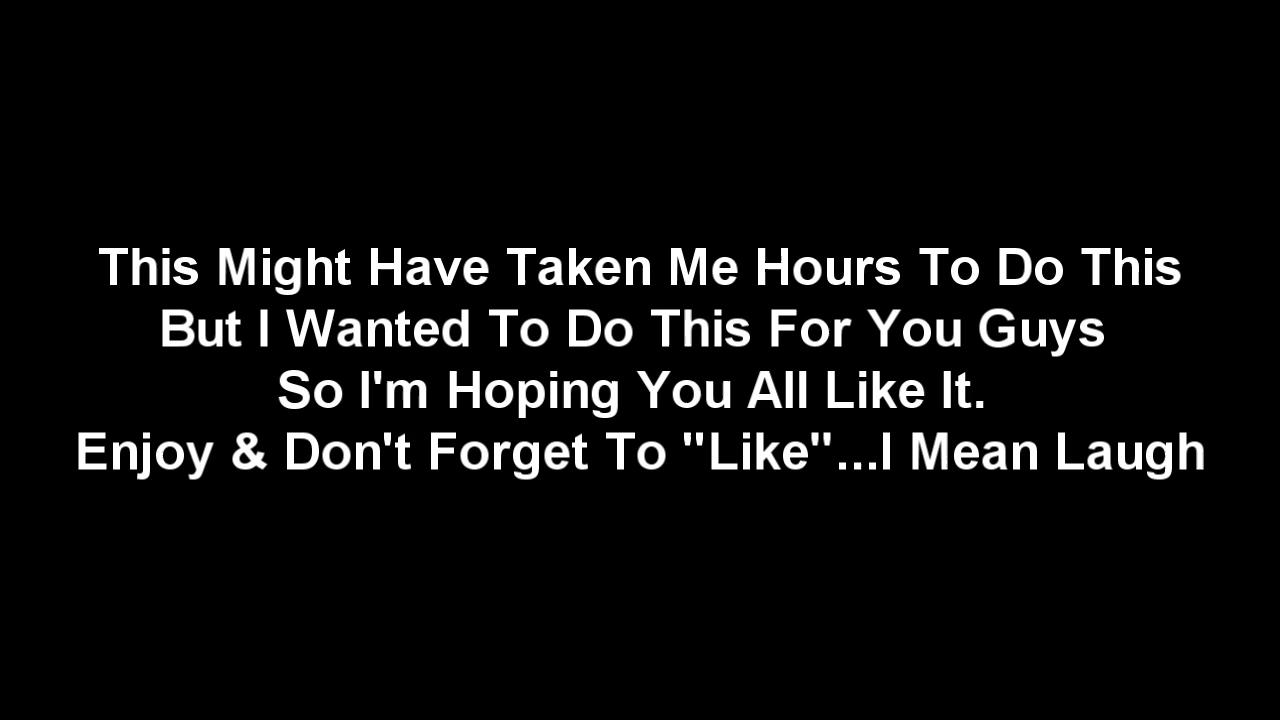 This Might Have Taken Me Hours To Do This
But I Wanted To Do This For You Guys
So I'm Hoping You All Like It.
Enjoy & Don't Forget To "Like"...I Mean Laugh